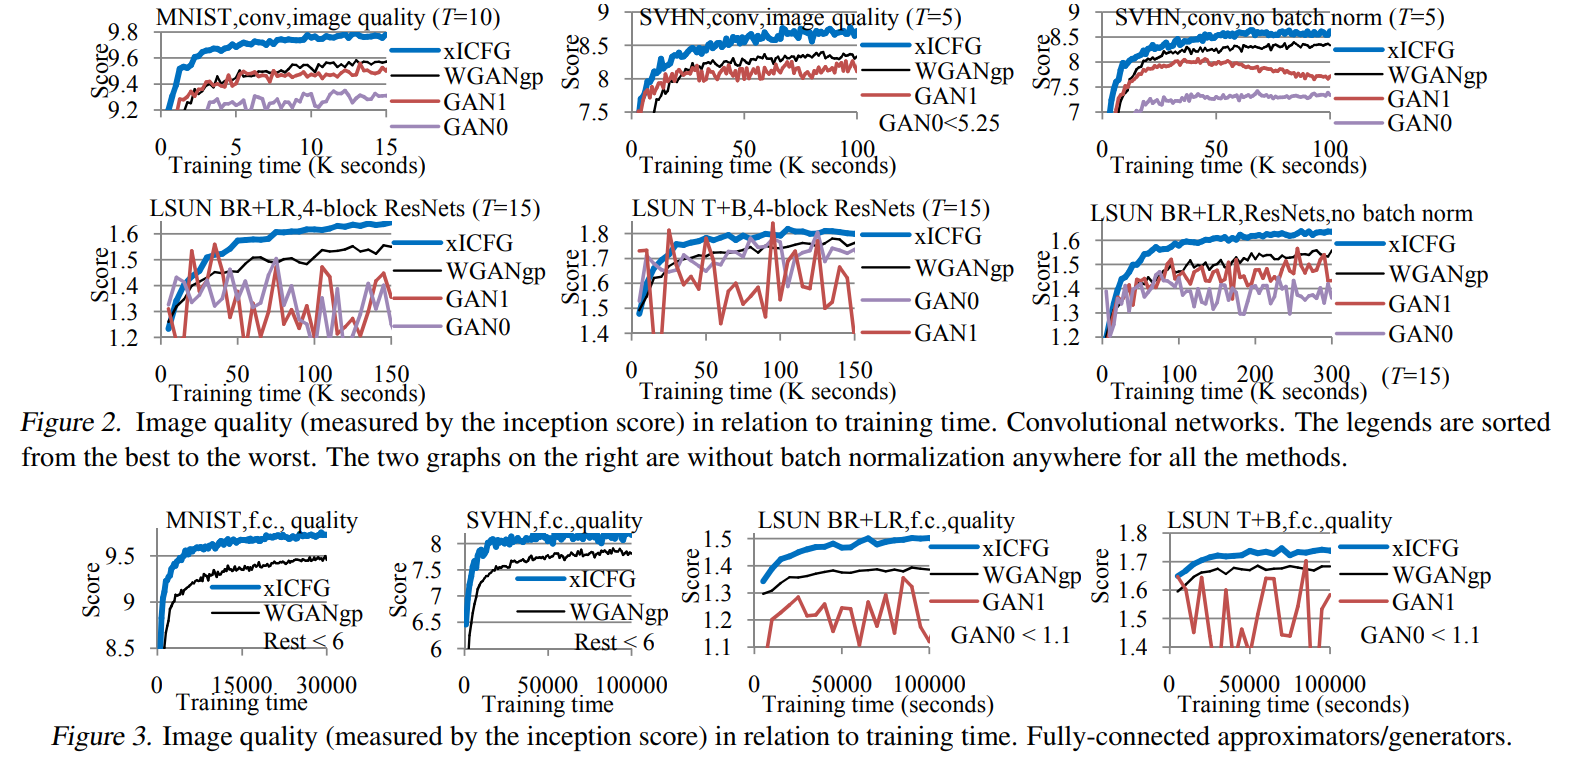 MNIST,conv,image quality (T=10)
Score
9.8
9.6
9.4
9.2
0 5 10 15
Training time (K seconds)
xICFG
WGANgp
GAN1
GAN0
SVHN,conv,image quality (T=5)
Score
9
8.5
8
7.5
0 50 100
Training time (K seconds)
xICFG
WGANgp
GAN1
GAN0<5.25
SVHN,conv,no batch norm (T=5)
Score
9
8.5
8
7.5
7
0 50 100
Training time (K seconds)
xICFG
WGANgp
GAN1
GAN0
LSUN BR+LR,4-block ResNets (T=15)
Score
1.6
1.5
1.4
1.3
1.2
0 50 100 150
Training time (K seconds)
xICFG
WGANgp
GAN1
GAN0
LSUN T+B,4-block ResNets (T=15)
Score
1.8
1.7
1.6
1.5
1.4
0 50 100 150
Training time (K seconds)
xICFG
WGANgp
GAN0
GAN1
LSUN BR+LR,ResNets,no batch norm
Score
1.6
1.5
1.4
1.3
1.2
0 100 200 300
Training time (K seconds)
(T=15)
xICFG
WGANgp
GAN1
GAN0
Figure 2. Image quality (measured by the inception score) in relation to training time. Convolutional networks. The legends are sorted
from the best to the worst. The two graphs on the right are without batch normalization anywhere for all the methods.
MNIST,f.c., quality
Score
9.5
9
8.5
0 15000 30000
Training time
xICFG
WGANgp
Rest < 6
SVHN,f.c.,quality
Score
8
7.5
7
6.5
6
0 50000 100000
Training time
xICFG
WGANgp
Rest < 6
LSUN BR+LR,f.c.,quality
Score
1.5
1.4
1.3
1.2
1.1
0 50000 100000
Training time (seconds)
xICFG
WGANgp
GAN1
GAN0 < 1.1
LSUN T+B,f.c.,quality
Score
1.8
1.7
1.6
1.5
1.4
0 50000 100000
Training time (seconds)
xICFG
WGANgp
GAN1
GAN0 < 1.1
Figure 3. Image quality (measured by the inception score) in relation to training time. Fully-connected approximators/generators.